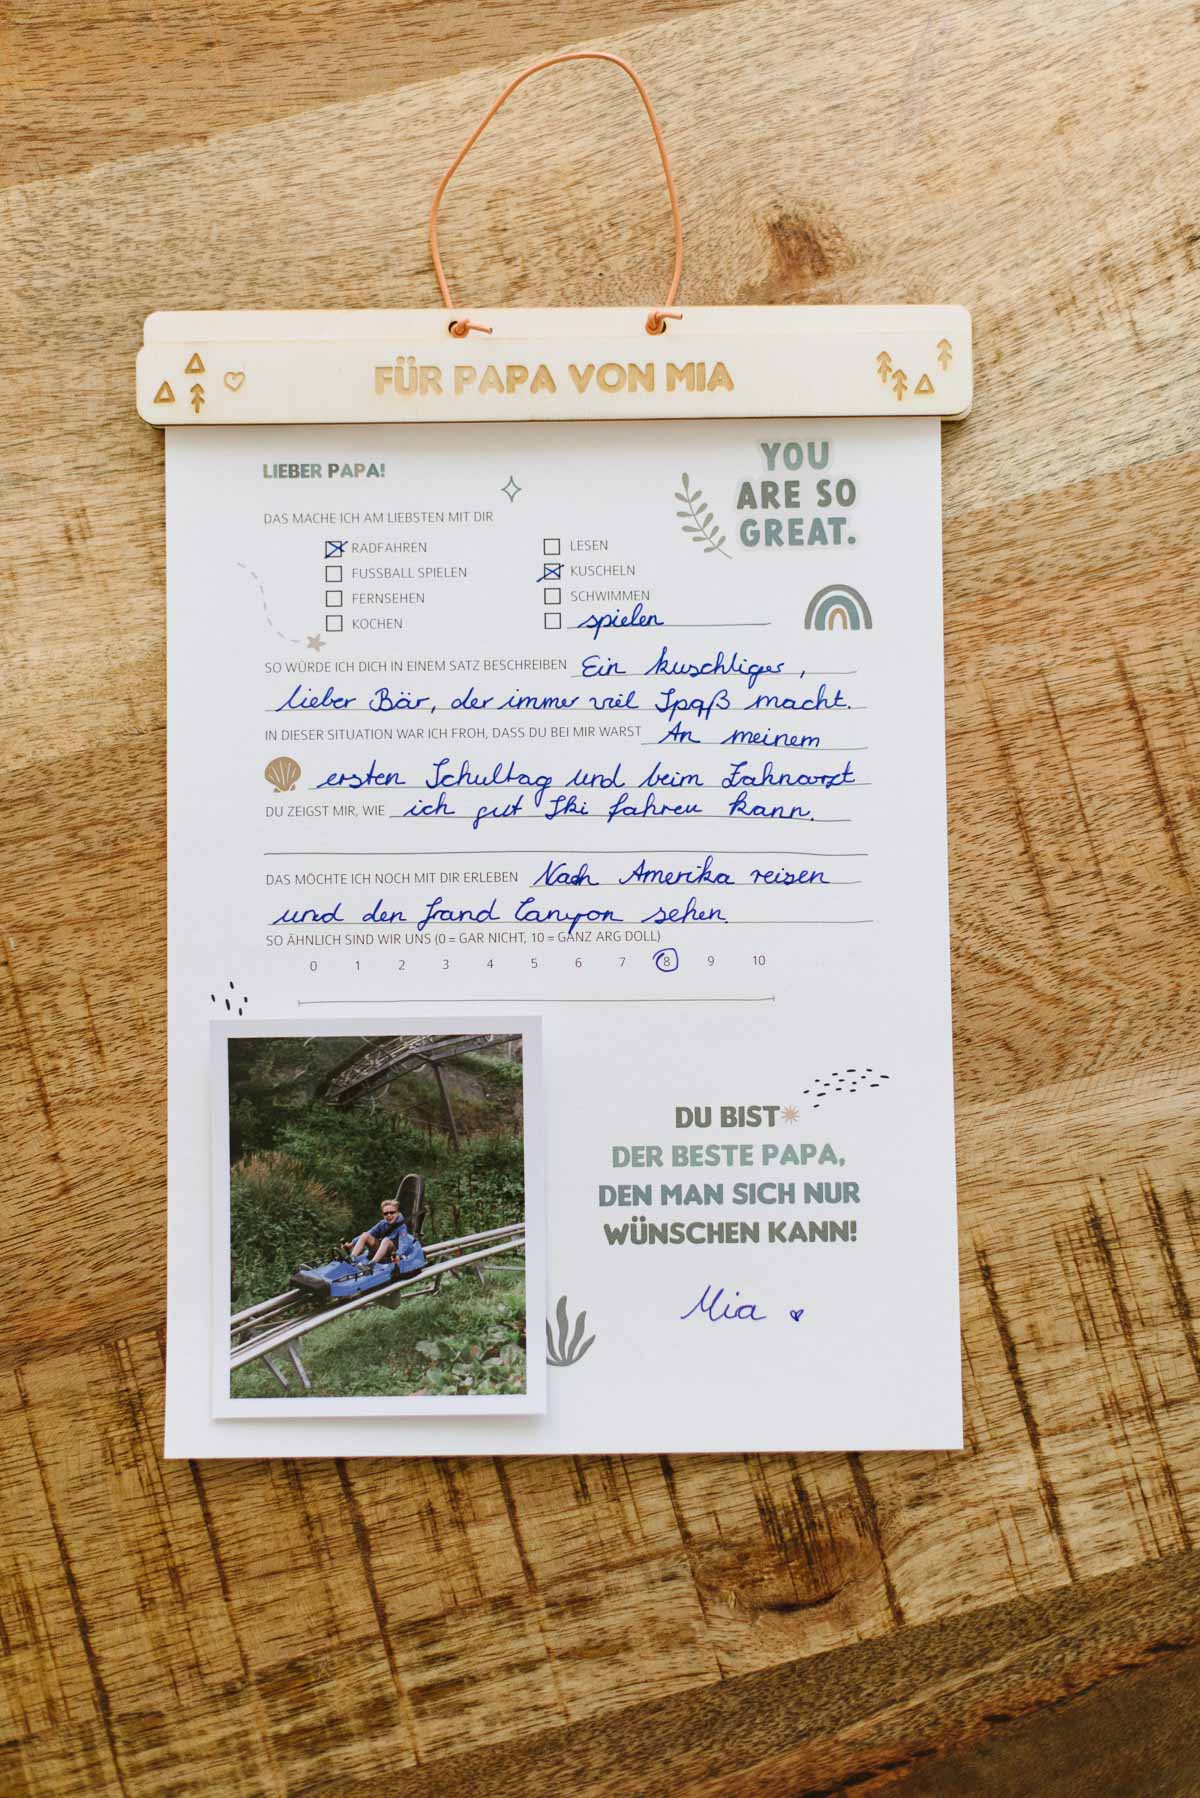 FÜR PAPA VON MIA
LIEBER PAPA!
YOU
ARE SO
GREAT.
DAS MACHE ICH AM LIEBSTEN MIT DIR
RADFAHREN
FUSSBALL SPIELEN
FERNSEHEN
KOCHEN
LESEN
KUSCHELN
SCHWIMMEN
spielen
SO WÜRDE ICH DICH IN EINEM SATZ BESCHREIBEN Ein kuschliger,
lieber Bär, der immer viel Spaß macht.
IN DIESER SITUATION WAR ICH FROH, DASS DU BEI MIR WARST An meinem
ersten Schultag und beim Zahnarzt
DU ZEIGST MIR, WIE ich gut Ski fahren kann.
DAS MÖCHTE ICH NOCH MIT DIR ERLEBEN Nach Amerika reisen
und den Grand Canyon sehen.
SO ÄHNLICH SIND WIR UNS (0 = GAR NICHT, 10 = GANZ ARG DOLL)
0 1 2 3 4 5 6 7 8 9 10
DU BIST
DER BESTE PAPA,
DEN MAN SICH NUR
WÜNSCHEN KANN!
Mia